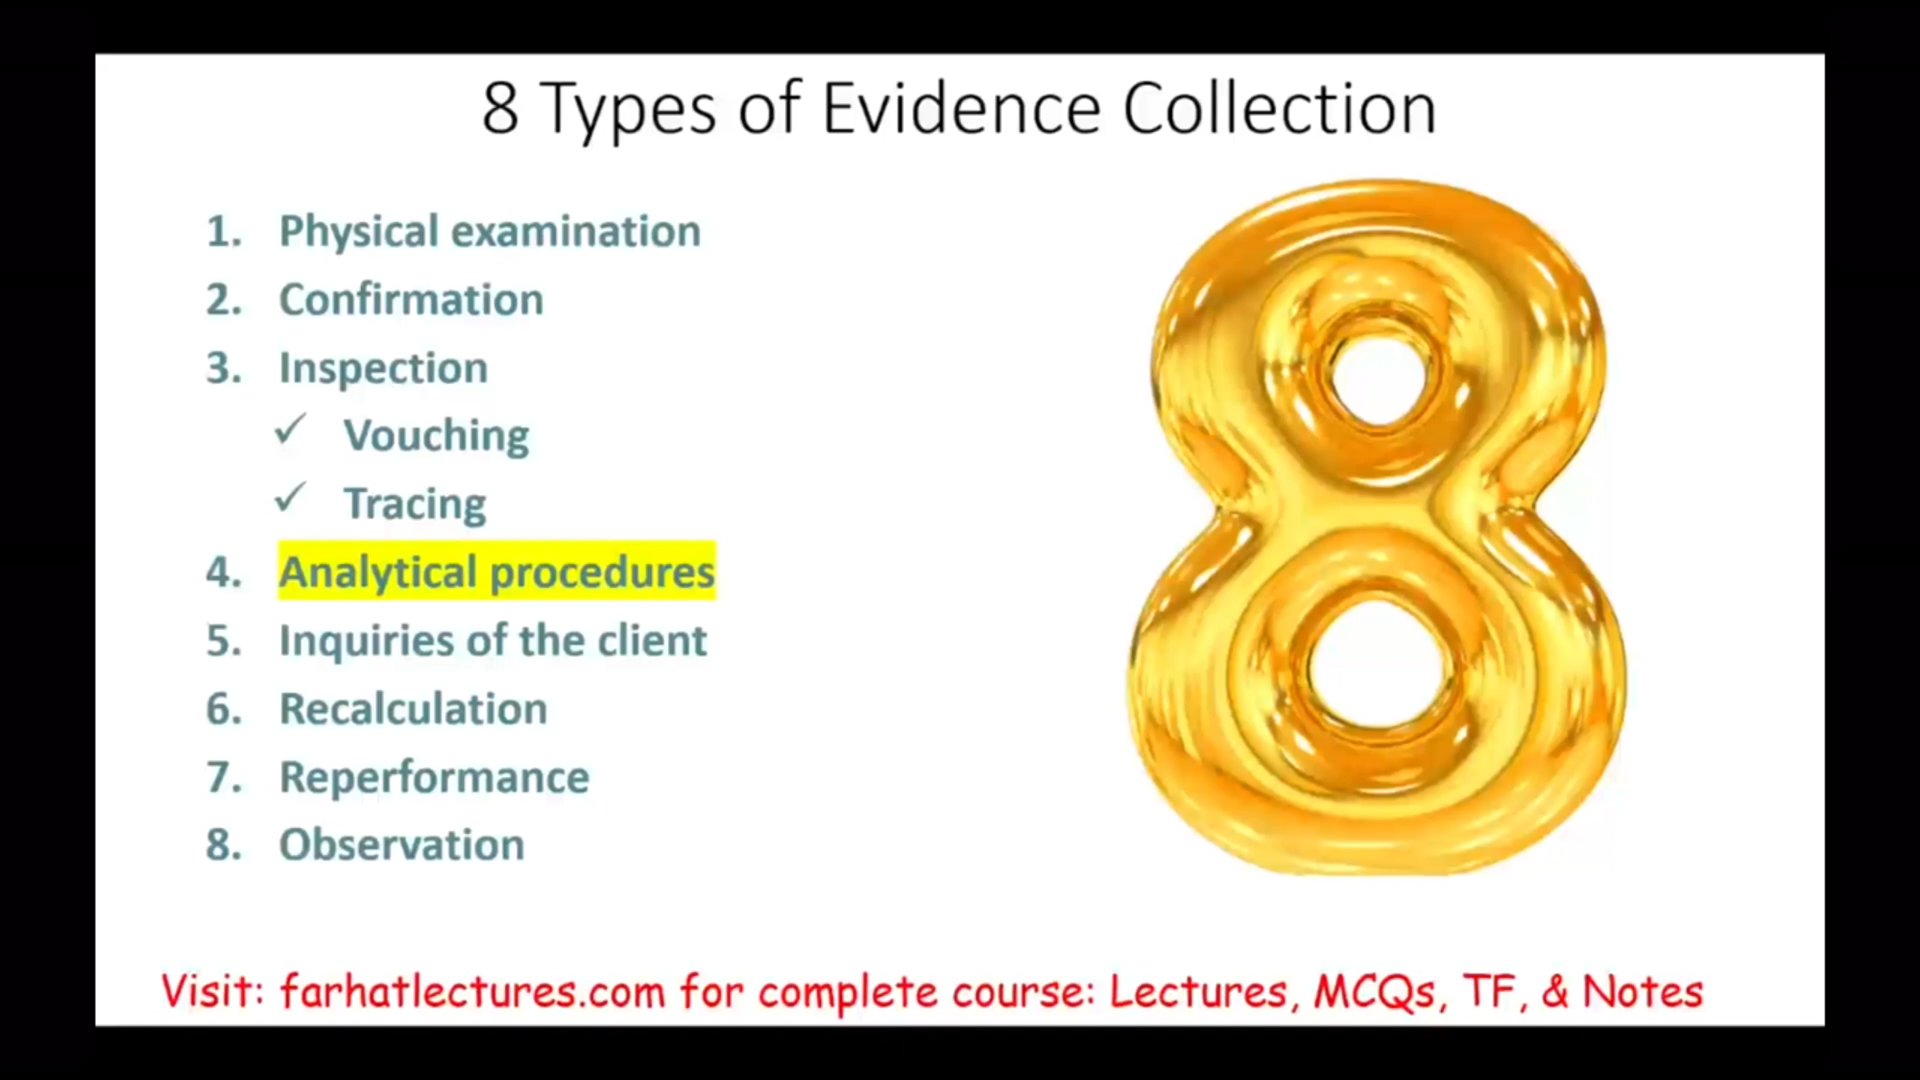 8 Types of Evidence Collection
1. Physical examination
2. Confirmation
3. Inspection
✓ Vouching
✓ Tracing
4. Analytical procedures
5. Inquiries of the client
6. Recalculation
7. Reperformance
8. Observation
8
Visit: farhatlectures.com for complete course: Lectures, MCQs, TF, & Notes